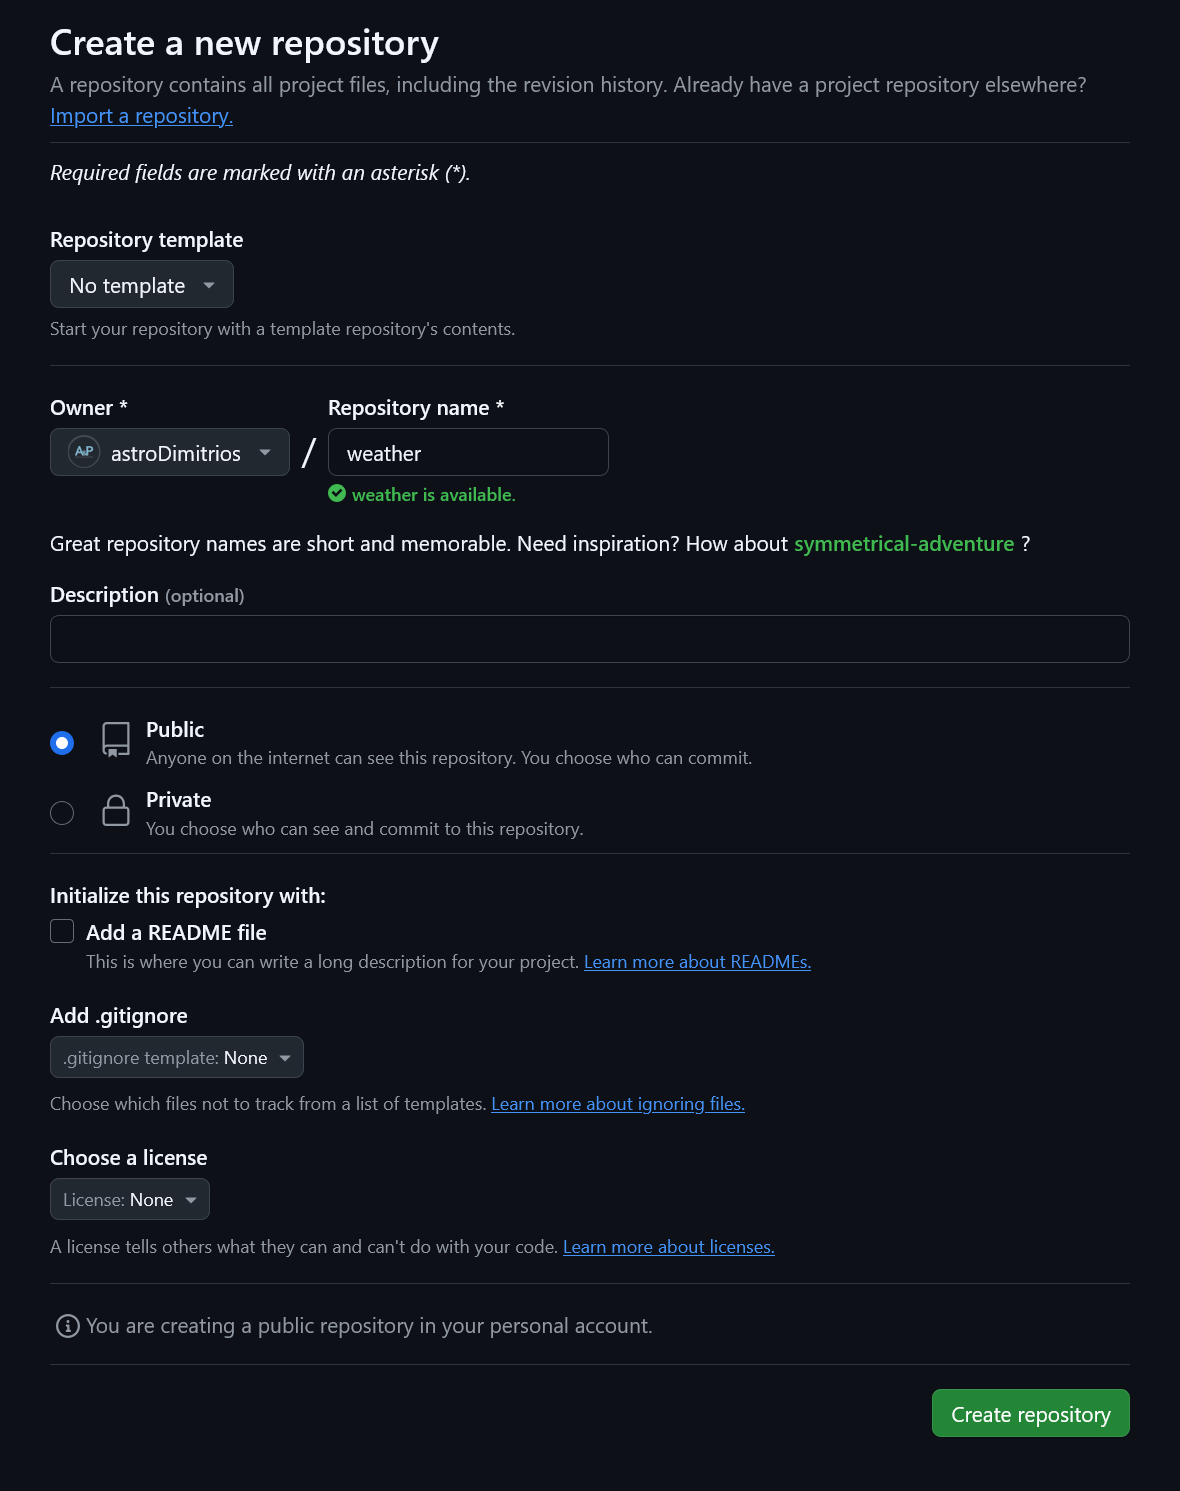 Create a new repository
A repository contains all project files, including the revision history. Already have a project repository elsewhere?
Import a repository.
Required fields are marked with an asterisk (*).
Repository template
No template
Start your repository with a template repository's contents.
Owner *
Repository name *
AP astroDimitrios / weather
weather is available.
Great repository names are short and memorable. Need inspiration? How about symmetrical-adventure ?
Description (optional)
Public
Anyone on the internet can see this repository. You choose who can commit.
Private
You choose who can see and commit to this repository.
Initialize this repository with:
Add a README file
This is where you can write a long description for your project. Learn more about READMEs.
Add .gitignore
.gitignore template: None
Choose which files not to track from a list of templates. Learn more about ignoring files.
Choose a license
License: None
A license tells others what they can and can't do with your code. Learn more about licenses.
You are creating a public repository in your personal account.
Create repository